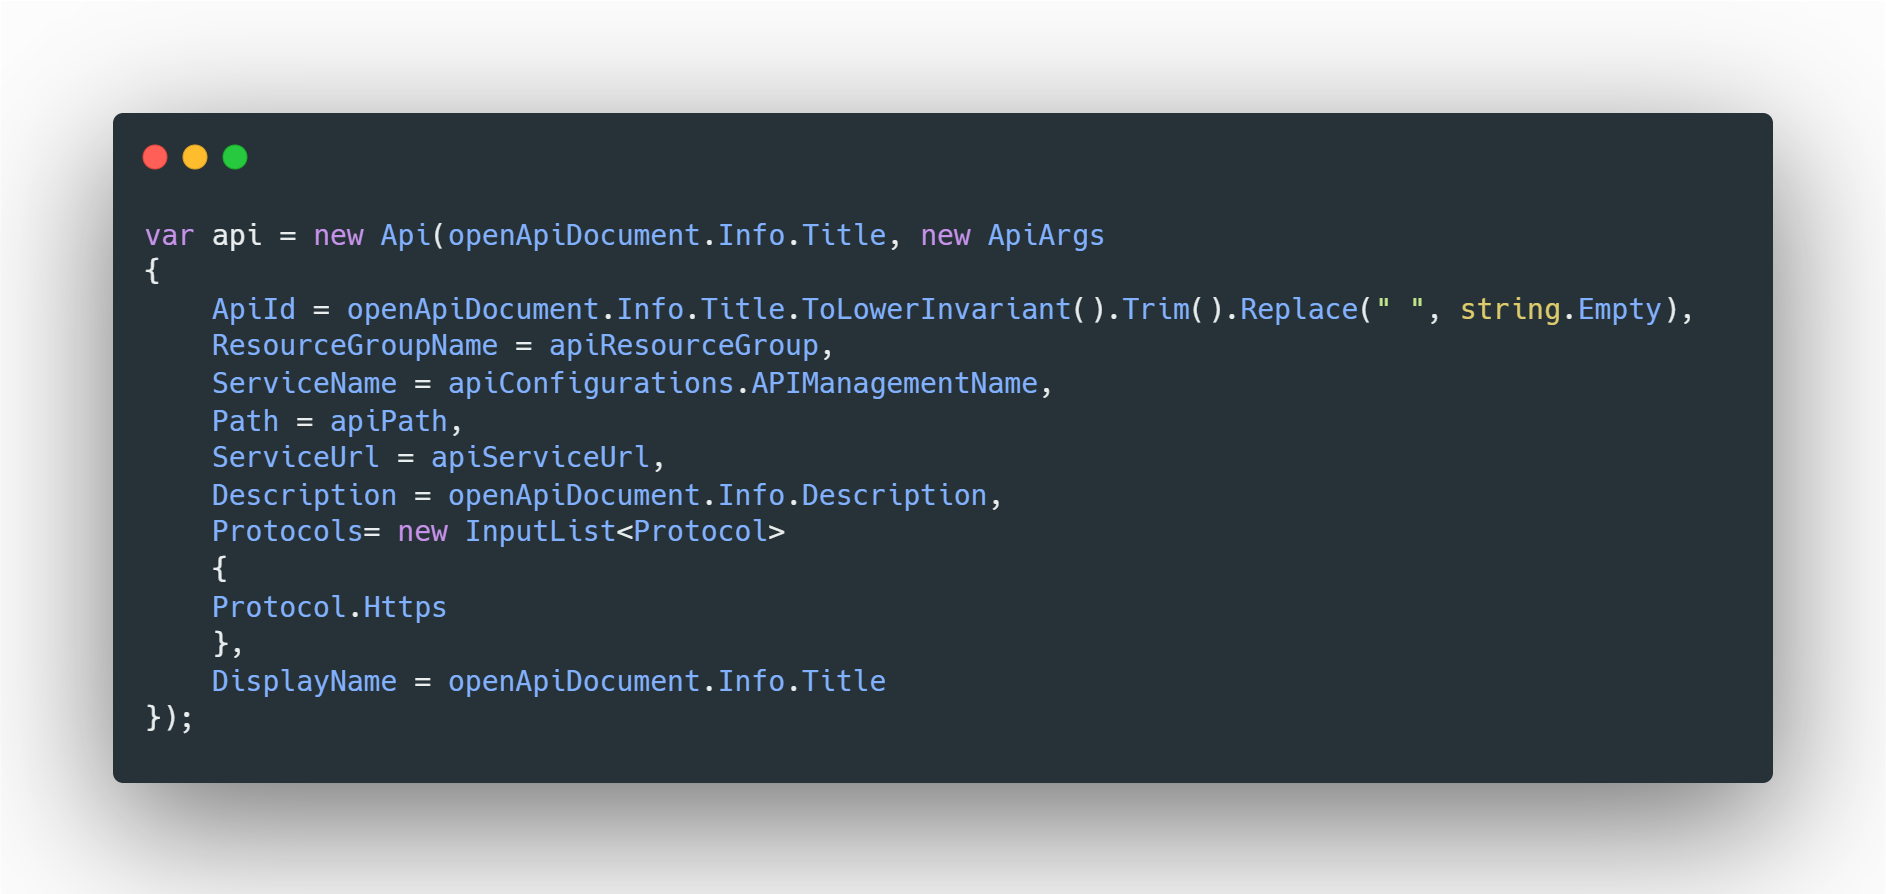 var api = new Api(openApiDocument.Info.Title, new ApiArgs
{
    ApiId = openApiDocument.Info.Title.ToLowerInvariant().Trim().Replace(" ", string.Empty),
    ResourceGroupName = apiResourceGroup,
    ServiceName = apiConfigurations.APIManagementName,
    Path = apiPath,
    ServiceUrl = apiServiceUrl,
    Description = openApiDocument.Info.Description,
    Protocols= new InputList<Protocol>
    {
    Protocol.Https
    },
    DisplayName = openApiDocument.Info.Title
});